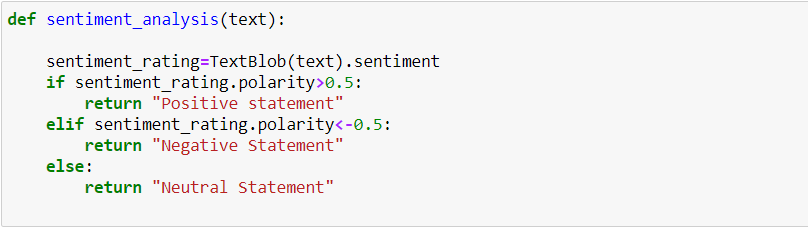 def sentiment_analysis(text):
    sentiment_rating=TextBlob(text).sentiment
    if sentiment_rating.polarity>0.5:
        return "Positive statement"
    elif sentiment_rating.polarity<-0.5:
        return "Negative Statement"
    else:
        return "Neutral Statement"